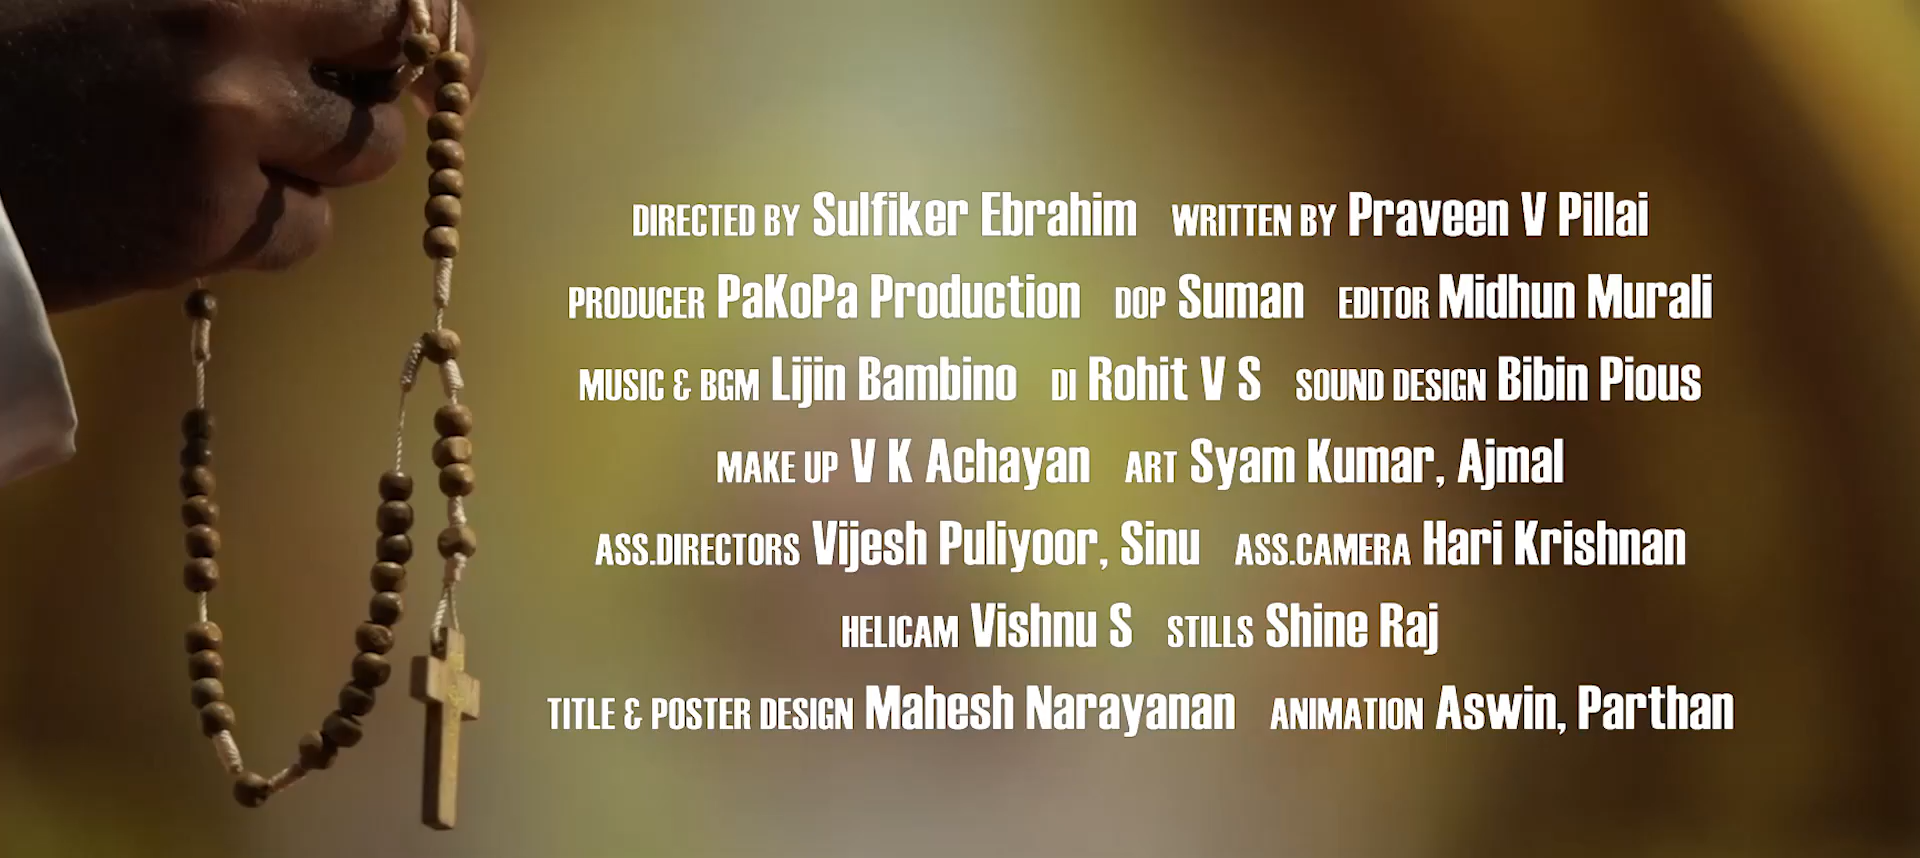 DIRECTED BY Sulfiker Ebrahim WRITTEN BY Praveen V Pillai
PRODUCER PaKoPa Production DOP Suman EDITOR Midhun Murali
MUSIC & BGM Lijin Bambino DI Rohit V S SOUND DESIGN Bibin Pious
MAKE UP V K Achayan ART Syam Kumar, Ajmal
ASS.DIRECTORS Vijesh Puliyoor, Sinu ASS.CAMERA Hari Krishnan
HELICAM Vishnu S STILLS Shine Raj
TITLE & POSTER DESIGN Mahesh Narayanan ANIMATION Aswin, Parthan